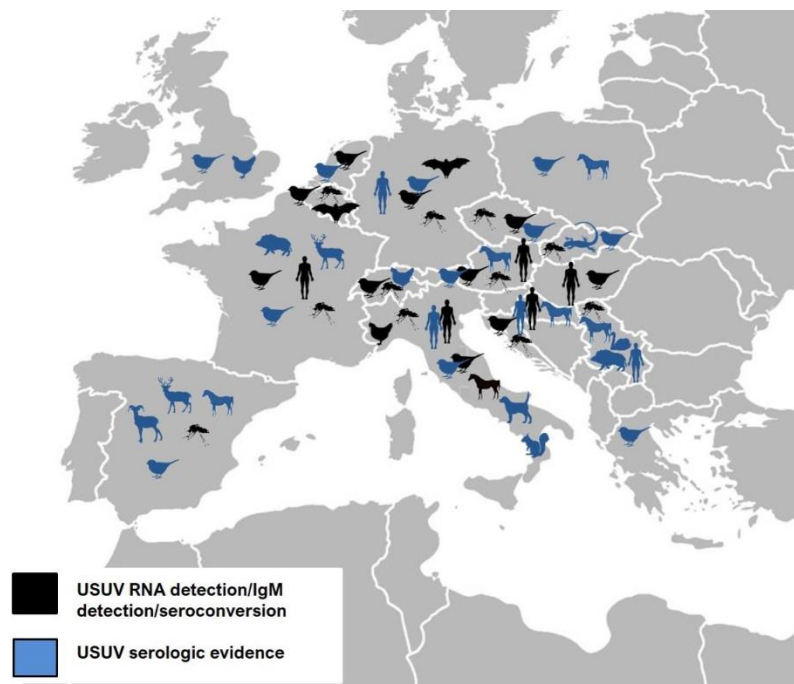 USUV RNA detection/IgM
detection/seroconversion
USUV serologic evidence